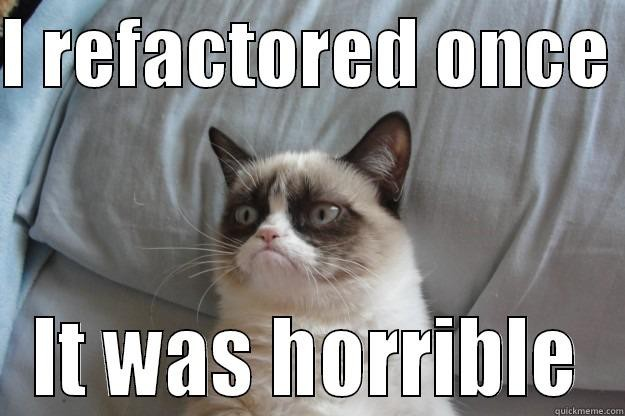 I refactored once
It was horrible
quickmeme.com